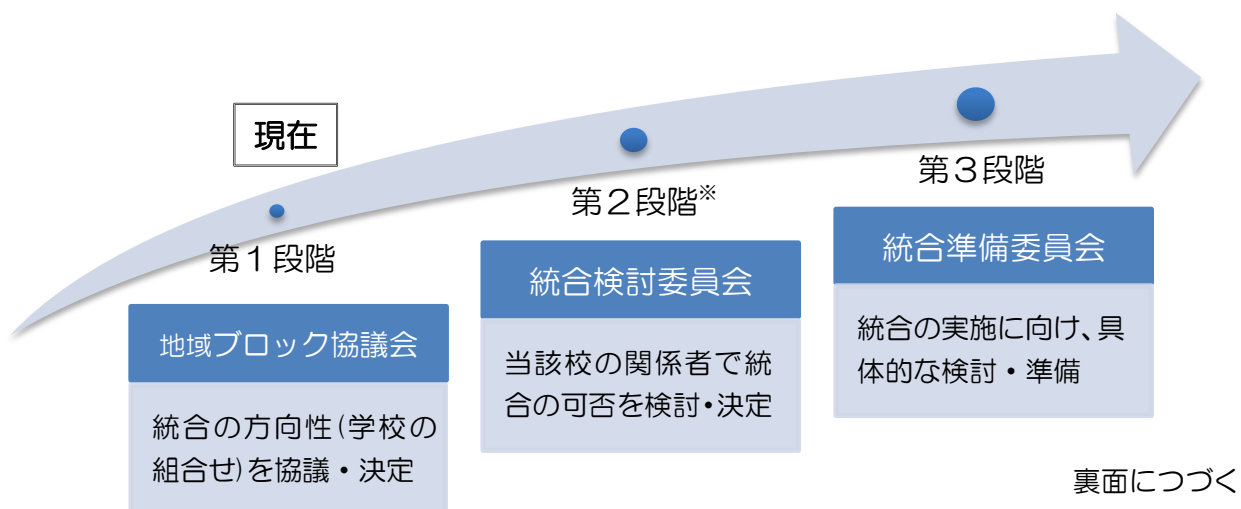 現在
第１段階
地域ブロック協議会
統合の方向性(学校の
組合せ)を協議・決定
第２段階※
統合検討委員会
当該校の関係者で統
合の可否を検討・決定
第３段階
統合準備委員会
統合の実施に向け、具
体的な検討・準備
裏面につづく